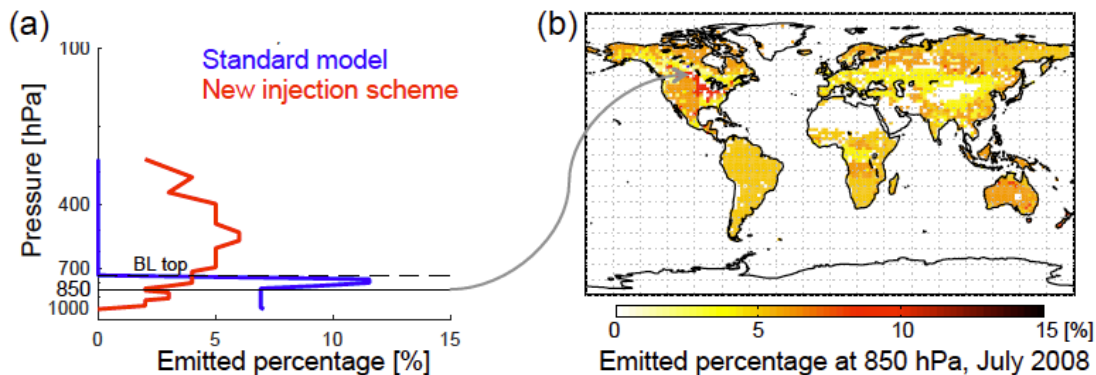 (a)
Standard model
New injection scheme
Pressure [hPa]
100
400
700
850
1000
BL top
0 5 10 15
Emitted percentage [%]
(b)
0 5 10 15 [%]
Emitted percentage at 850 hPa, July 2008